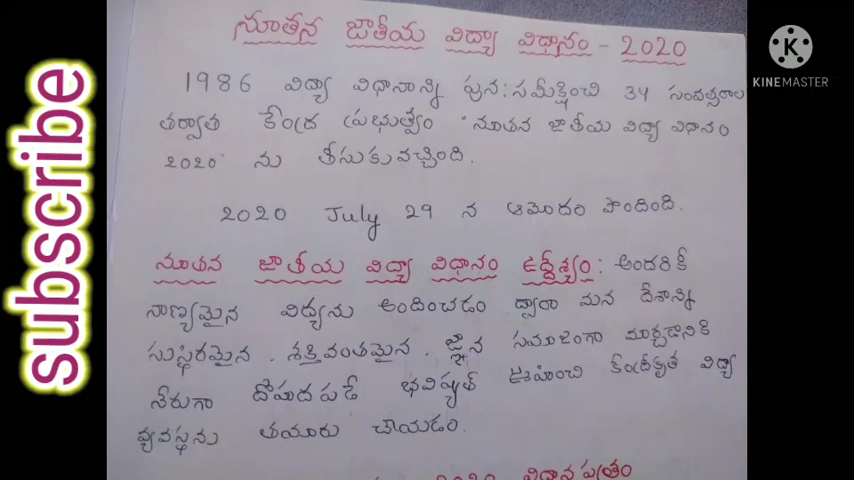 నూతన జాతీయ విద్యా విధానం - 2020
1986 విద్యా విధానాన్ని పున:సమీక్షించి 34 సంవత్సరాల
తర్వాత కేంద్ర ప్రభుత్వం "నూతన జాతీయ విద్యా విధానం
2020" ను తీసుకువచ్చింది.
2020 July 29 న ఆమోదం పొందింది.
నూతన జాతీయ విద్యా విధానం ఉద్దేశ్యం: అందరికీ
నాణ్యమైన విద్యను అందించడం ద్వారా మన దేశాన్ని
సుస్థిరమైన, శక్తివంతమైన, జ్ఞాన సమాజంగా మార్చడానికి
నేరుగా దోహదపడే భవిష్యత్ ఊహించి కేంద్రీకృత విద్యా
వ్యవస్థను తయారు చాయడం.
2020 విధాన పత్రం
subscribe
K
KINEMASTER